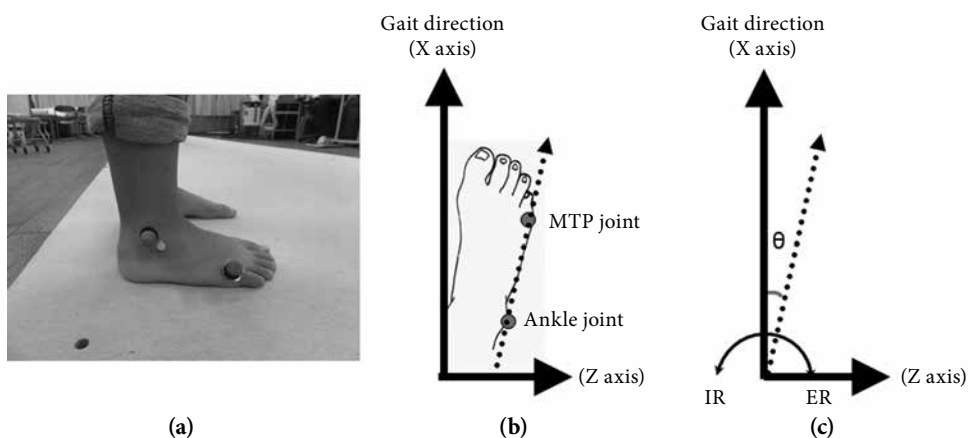 Gait direction
(X axis)
MTP joint
Ankle joint
(Z axis)
Gait direction
(X axis)
θ
(Z axis)
IR
ER
(a)
(b)
(c)